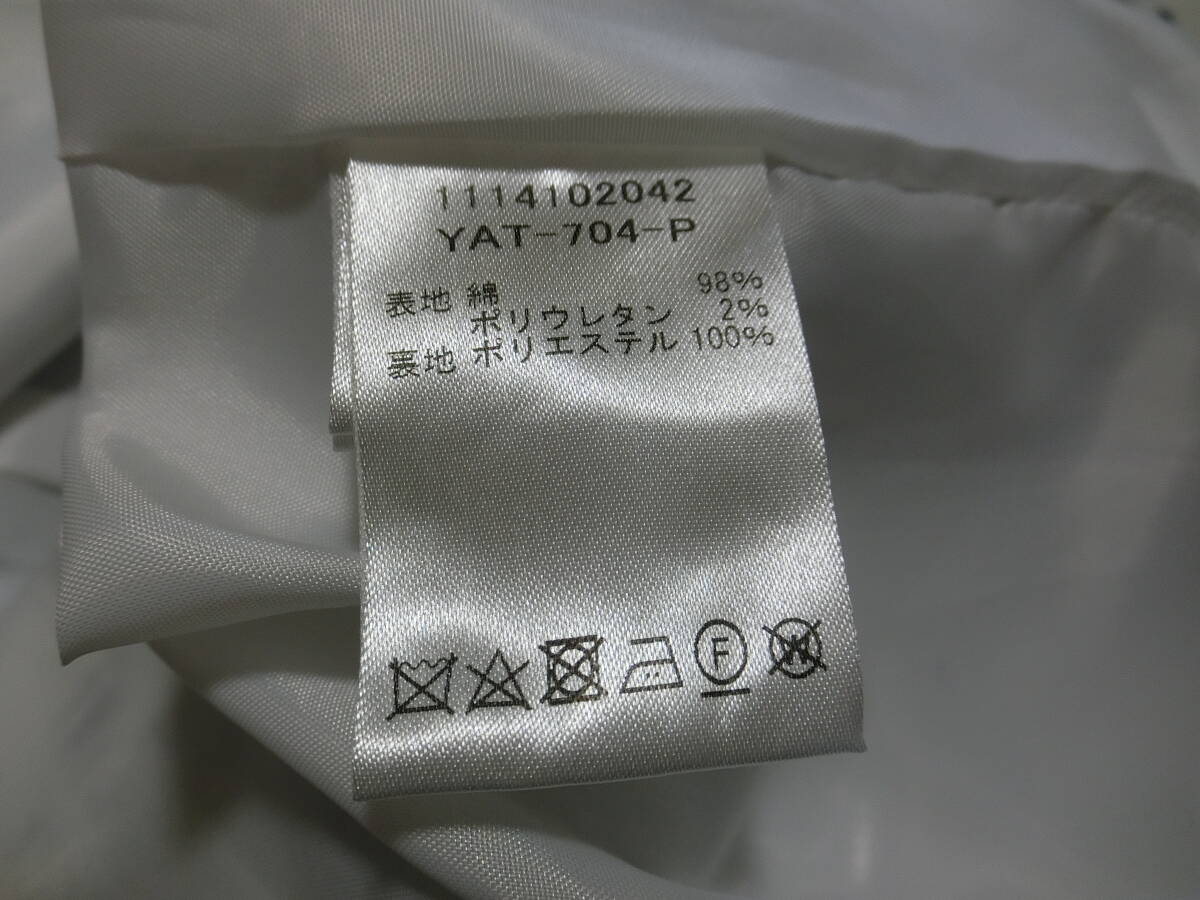 1114102042
YAT-704-P
表地 綿 98%
ポリウレタン 2%
裏地 ポリエステル 100%
F